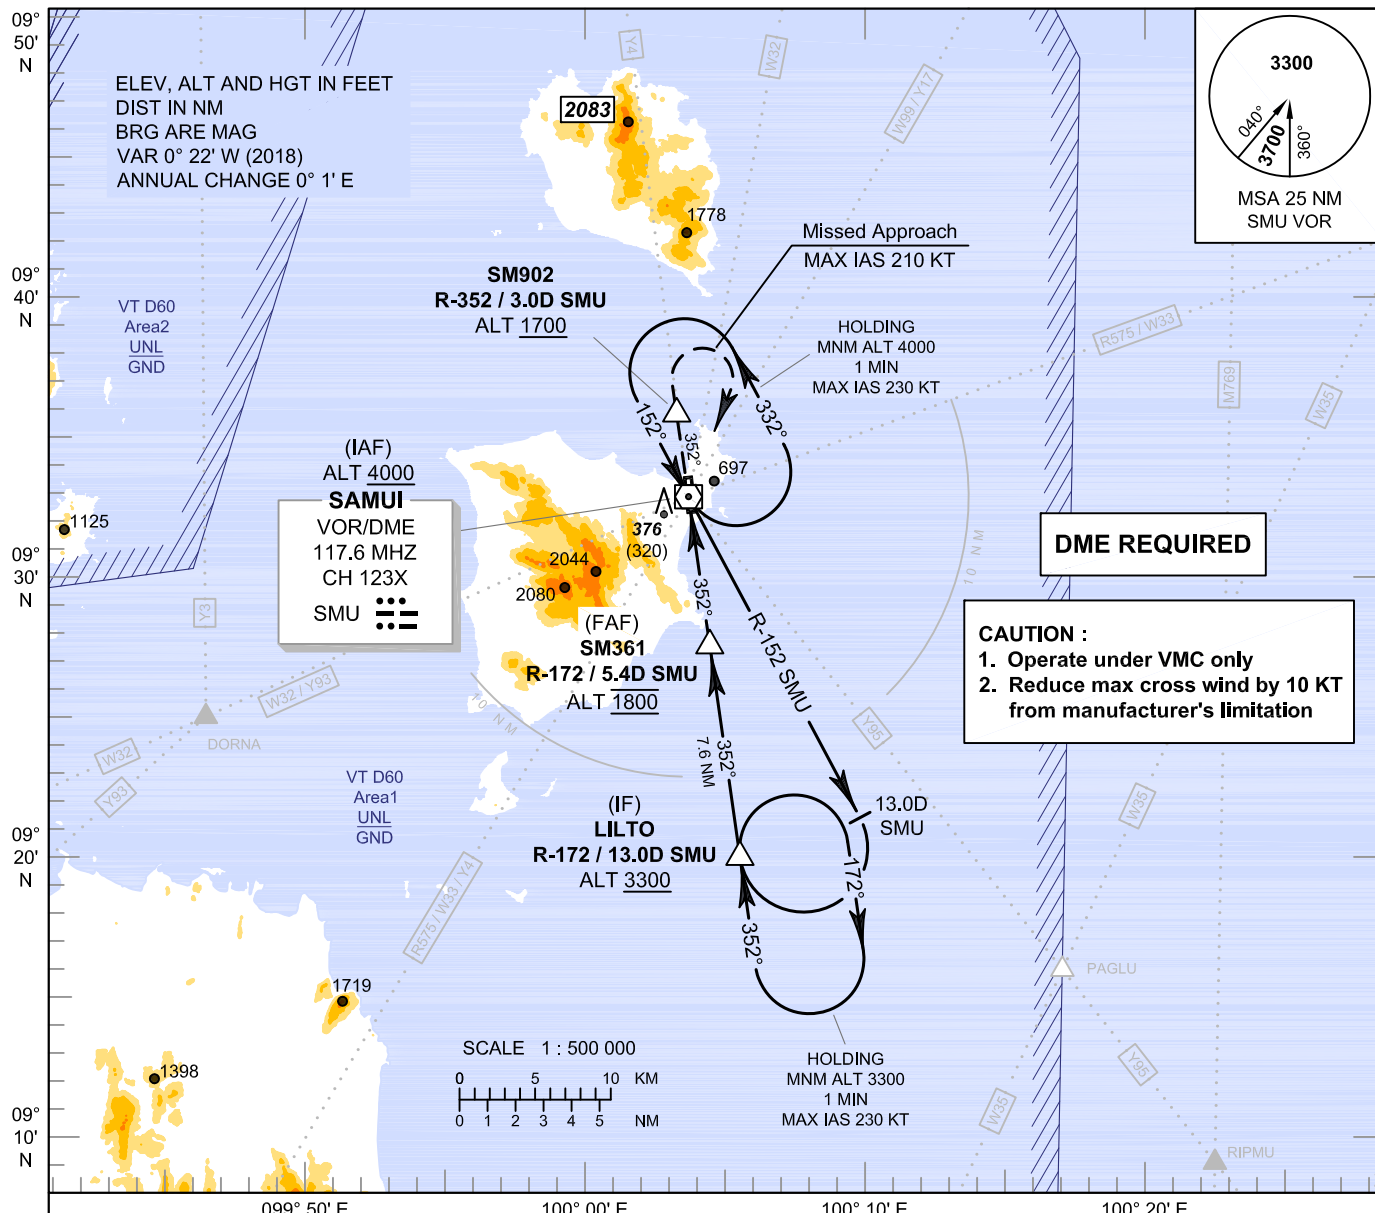 09°
50'
N
ELEV, ALT AND HGT IN FEET
DIST IN NM
BRG ARE MAG
VAR 0° 22' W (2018)
ANNUAL CHANGE 0° 1' E
Y4
W32
W99 / Y17
3300
040°
3700
360°
MSA 25 NM
SMU VOR
2083
1778
Missed Approach
MAX IAS 210 KT
09°
40'
N
VT D60
Area2
UNL
GND
SM902
R-352 / 3.0D SMU
ALT 1700
HOLDING
MNM ALT 4000
1 MIN
MAX IAS 230 KT
R575 / W33
M769
W35
152°
352°
332°
697
(IAF)
ALT 4000
SAMUI
VOR/DME
117.6 MHZ
CH 123X
SMU
1125
376
(320)
2044
2080
09°
30'
N
10 NM
DME REQUIRED
Y3
352°
(FAF)
SM361
R-172 / 5.4D SMU
ALT 1800
R-152 SMU
CAUTION :
1. Operate under VMC only
2. Reduce max cross wind by 10 KT
from manufacturer's limitation
W32 / Y93
10 NM
DORNA
W32
Y93
Y95
352°
7.6 NM
VT D60
Area1
UNL
GND
(IF)
LILTO
R-172 / 13.0D SMU
ALT 3300
13.0D
SMU
W35
09°
20'
N
172°
352°
R575 / W33 / Y4
PAGLU
1719
SCALE 1 : 500 000
0 5 10 KM
0 1 2 3 4 5 NM
HOLDING
MNM ALT 3300
1 MIN
MAX IAS 230 KT
1398
Y95
W35
RIPMU
09°
10'
N
099° 50' E
100° 00' E
100° 10' E
100° 20' E